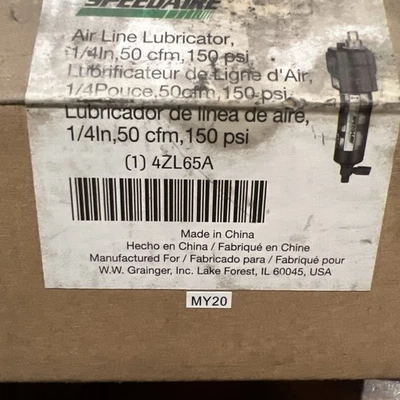 SPEEDAIRE
Air Line Lubricator,
1/4In,50 cfm,150 psi
Lubrificateur de Ligne d'Air,
1/4Pouce,50cfm,150-psi
Lubricador de linea de aire,
1/4In,50 cfm,150 psi
(1) 4ZL65A
Made in China
Hecho en China / Fabriqué en Chine
Manufactured For / Fabricado para / Fabriqué pour
W.W. Grainger, Inc. Lake Forest, IL 60045, USA
MY20